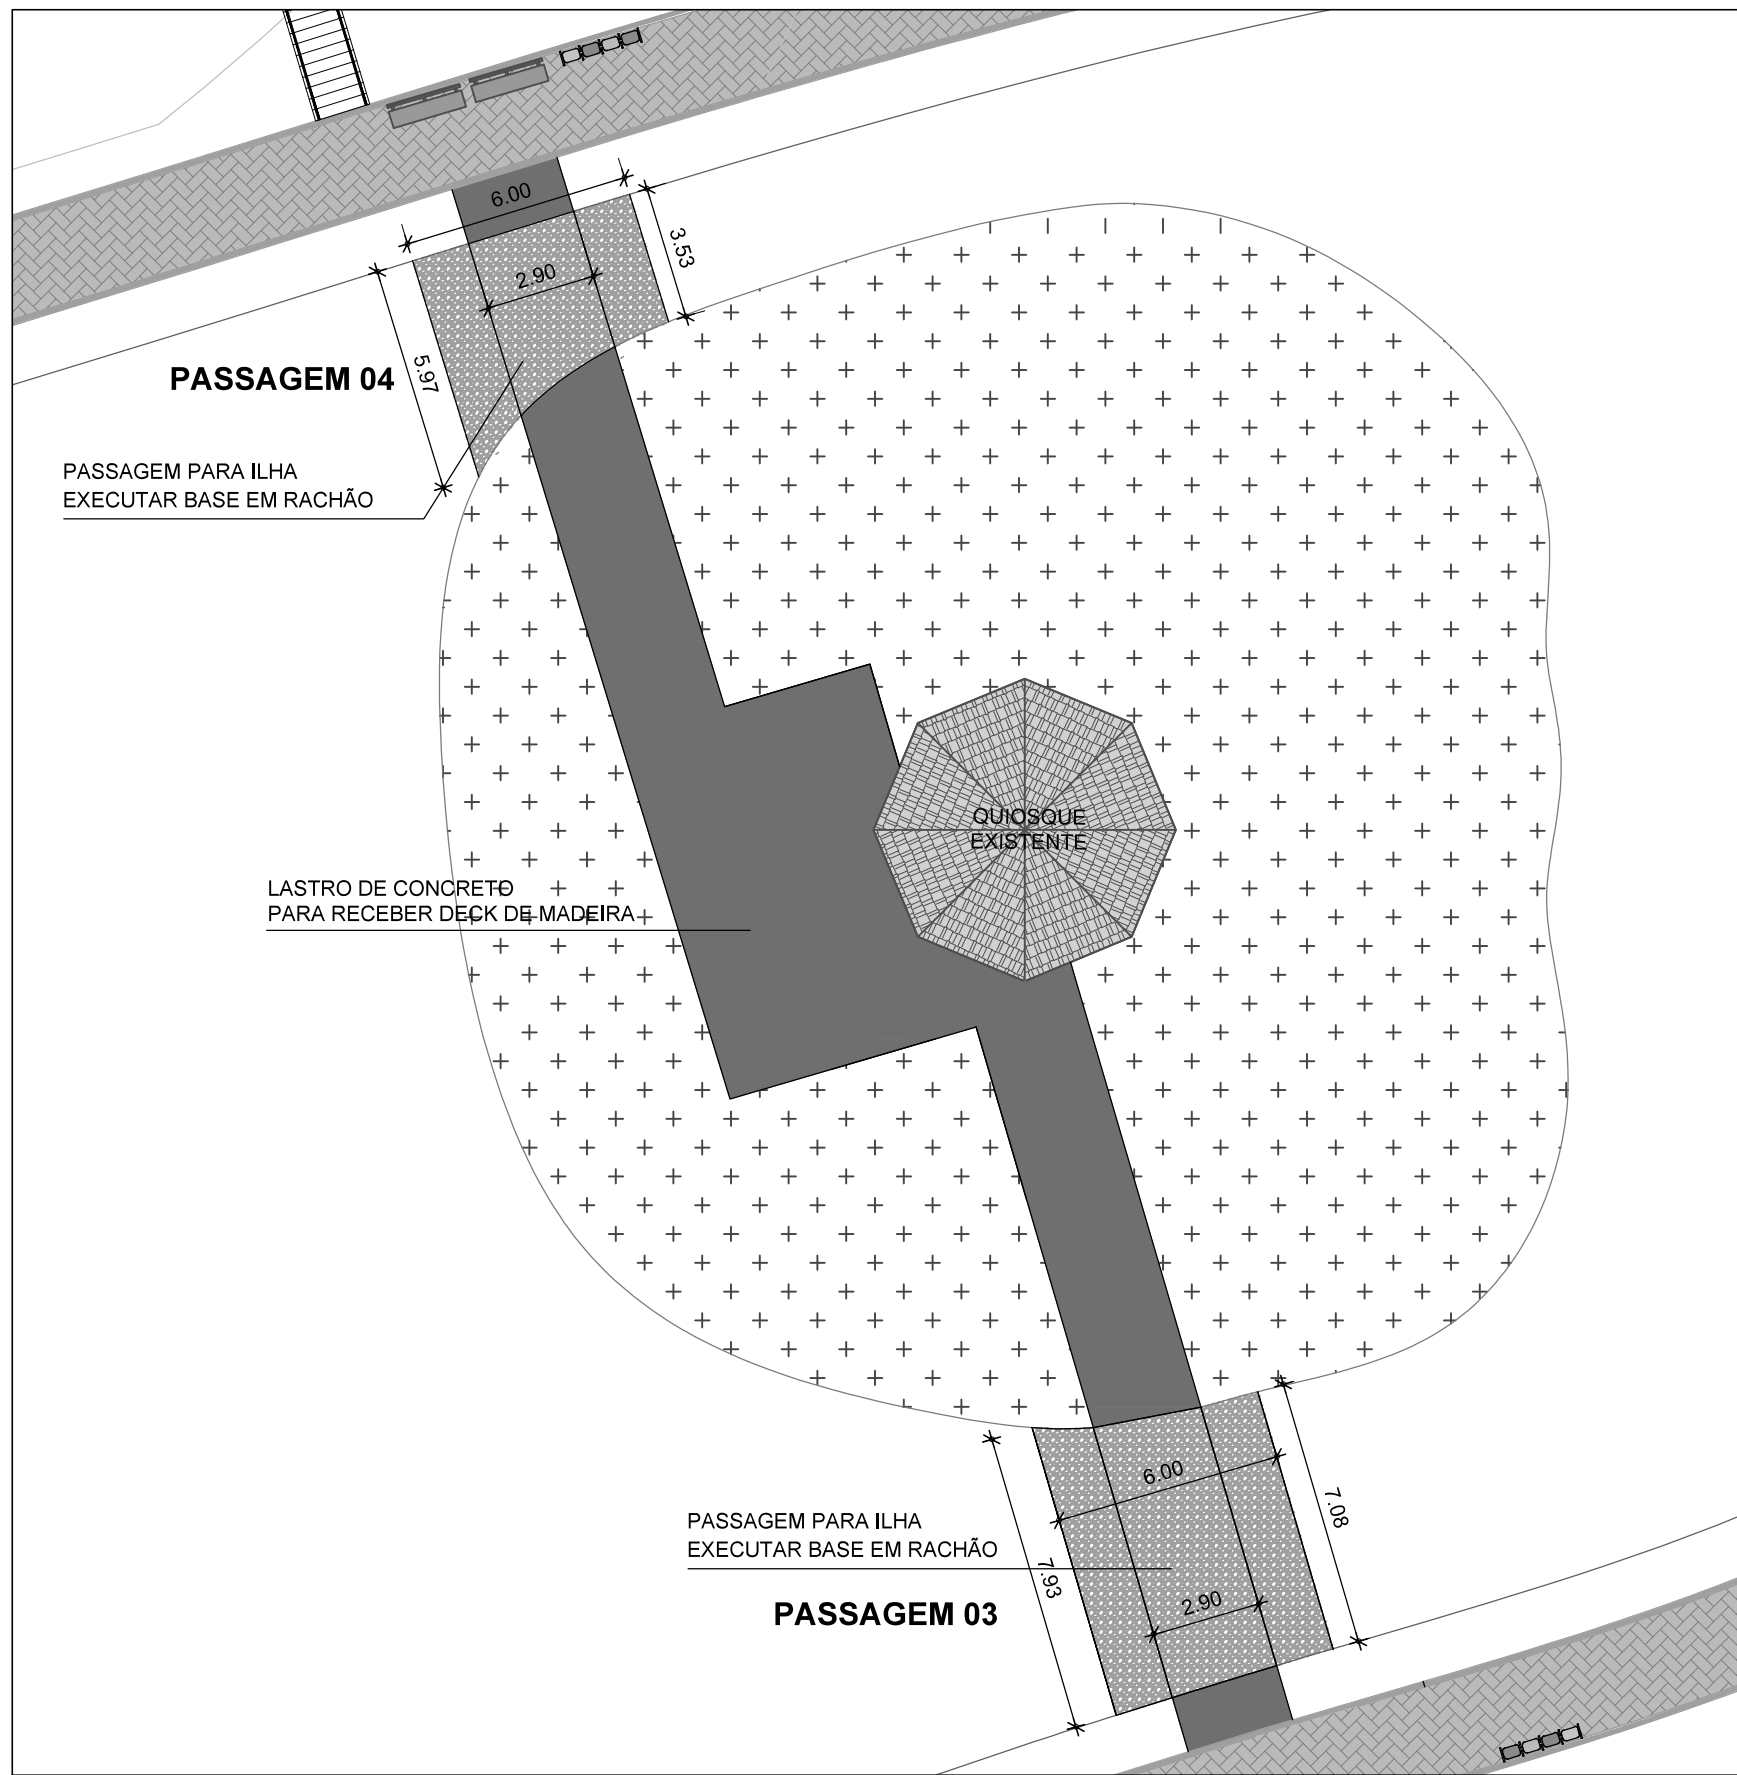 6.00
3.53
2.90
5.97
PASSAGEM 04
PASSAGEM PARA ILHA
EXECUTAR BASE EM RACHÃO
QUIOSQUE
EXISTENTE
LASTRO DE CONCRETO
PARA RECEBER DECK DE MADEIRA
6.00
7.08
PASSAGEM PARA ILHA
EXECUTAR BASE EM RACHÃO
7.93
2.90
PASSAGEM 03